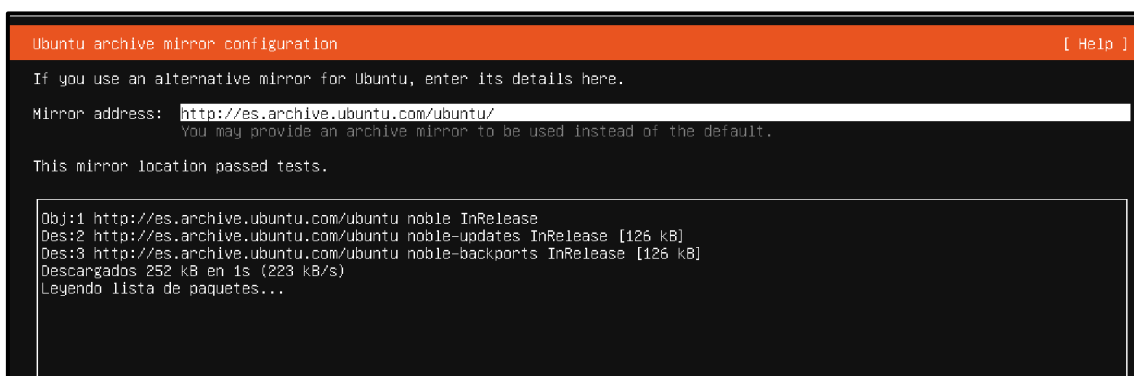 Ubuntu archive mirror configuration [ Help ]
If you use an alternative mirror for Ubuntu, enter its details here.
Mirror address: http://es.archive.ubuntu.com/ubuntu/
You may provide an archive mirror to be used instead of the default.
This mirror location passed tests.
Obj:1 http://es.archive.ubuntu.com/ubuntu noble InRelease
Des:2 http://es.archive.ubuntu.com/ubuntu noble-updates InRelease [126 kB]
Des:3 http://es.archive.ubuntu.com/ubuntu noble-backports InRelease [126 kB]
Descargados 252 kB en 1s (223 kB/s)
Leyendo lista de paquetes...